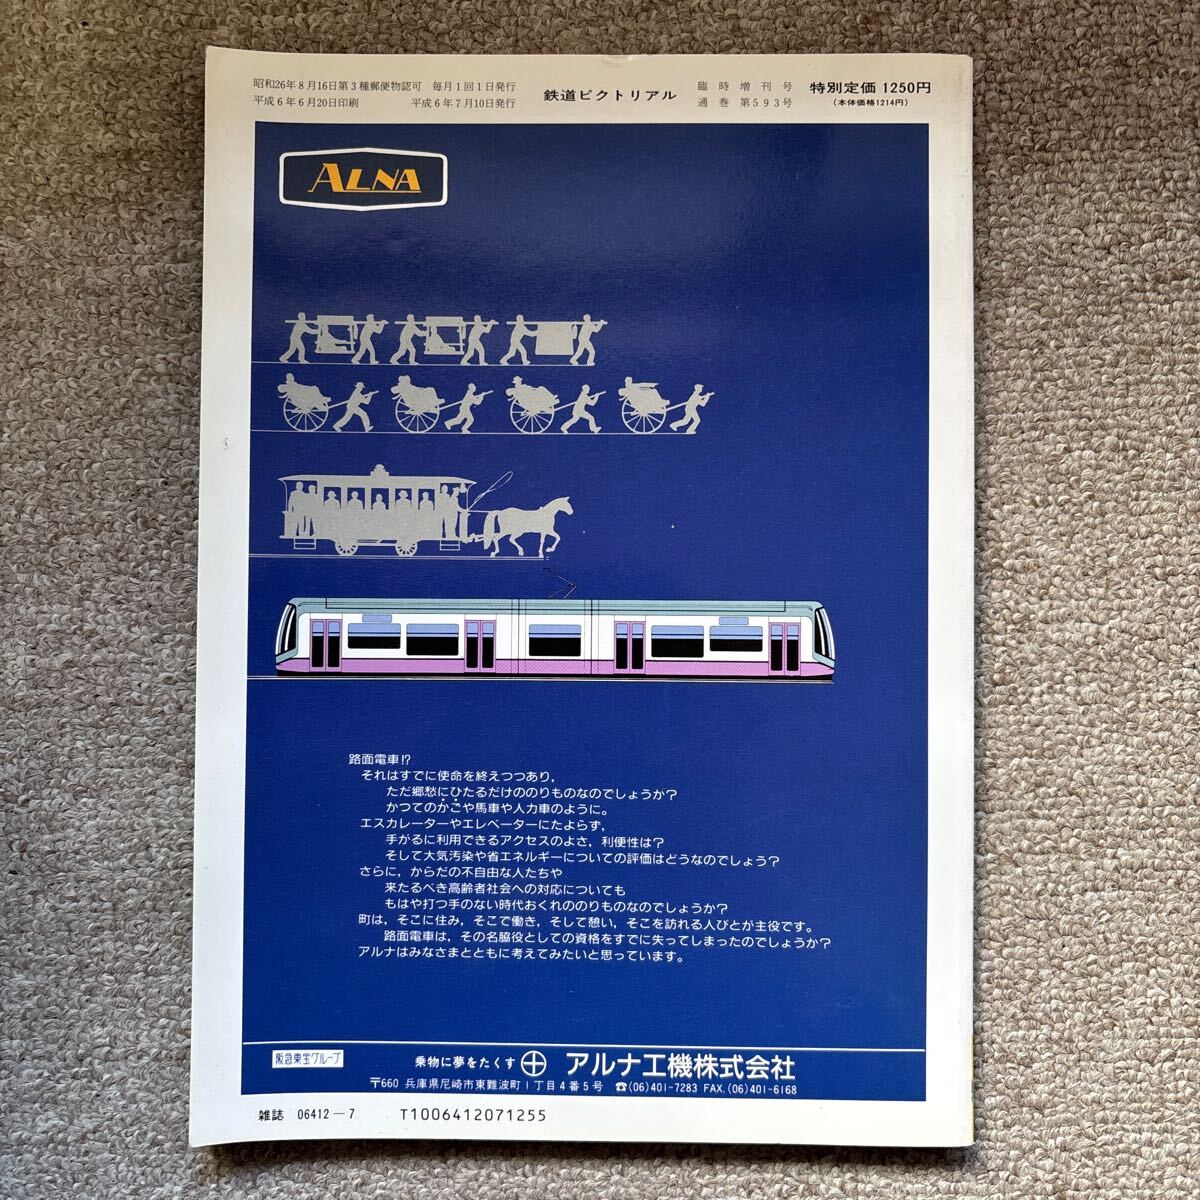 昭和26年8月16日第3種郵便物認可 毎月1回1日発行
平成6年6月20日印刷 平成6年7月10日発行
鉄道ピクトリアル
臨時増刊号
通巻第593号
特別定価 1250円
(本体価格1214円)
ALNA
路面電車!?
それはすでに使命を終えつつあり,
ただ郷愁にひたるだけののりものなのでしょうか?
かつてのかごや馬車や人力車のように。
エスカレーターやエレベーターにたよらず,
手がるに利用できるアクセスのよさ, 利便性は?
そして大気汚染や省エネルギーについての評価はどうなのでしょう?
さらに, からだの不自由な人たちや
来たるべき高齢者社会への対応についても
もはや打つ手のない時代おくれののりものなのでしょうか?
町は, そこに住み, そこで働き, そして憩い, そこを訪れる人びとが主役です。
路面電車は, その名脇役としての資格をすでに失ってしまったのでしょうか?
アルナはみなさまとともに考えてみたいと思っています。
阪急東宝グループ
乗物に夢をたくす アルナ工機株式会社
〒660 兵庫県尼崎市東難波町1丁目4番5号 ☎(06)401-7283 FAX.(06)401-6168
雑誌 06412-7 T1006412071255